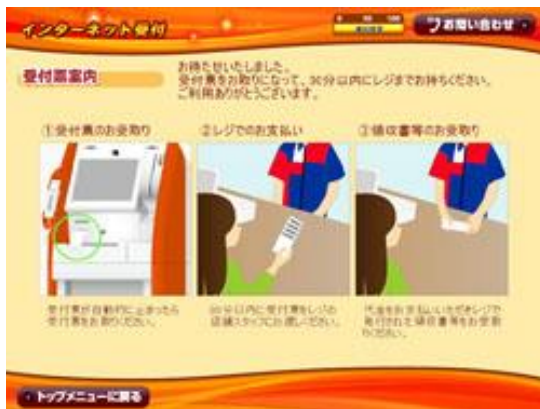 インターネット受付
0 50 100
お問い合わせ
受付票案内
お待たせいたしました。
受付票をお取りになって、30分以内にレジまでお持ちください。
ご利用ありがとうございます。
①受付票のお受取り
②レジでのお支払い
③領収書等のお受取り
受付票が自動的に止まったら
受付票をお取りください。
30分以内に受付票をレジの
店舗スタッフにお渡しください。
代金をお支払いいただきレジで
発行された領収書等をお受取
りください。
トップメニューに戻る